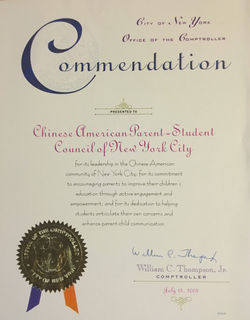 City of New York
Office of the Comptroller
Commendation
PRESENTED TO
Chinese American Parent-Student
Council of New York City
for its leadership in the Chinese American
community of New York City; for its commitment
to encouraging parents to improve their children's
education through active engagement and
empowerment; and for its dedication to helping
students articulate their own concerns and
enhance parent-child communication.
William C. Thompson, Jr.
COMPTROLLER